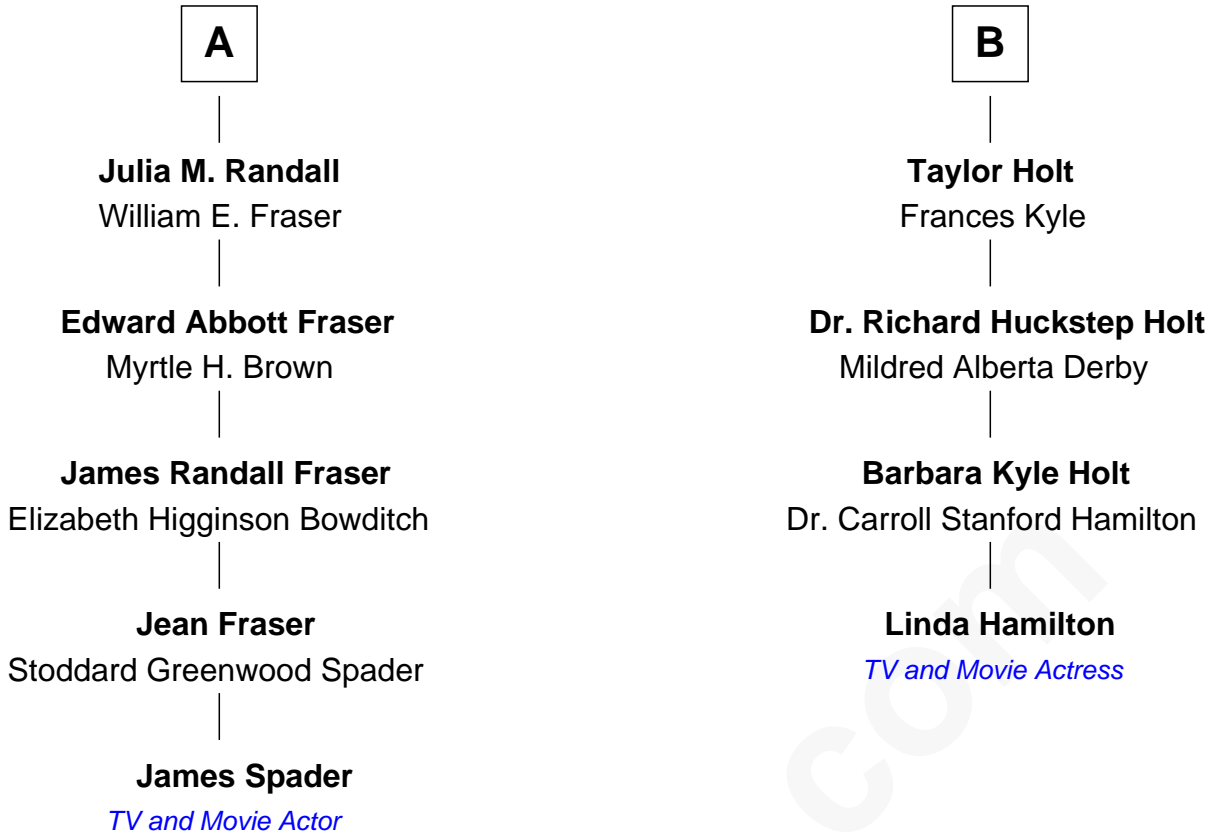 A
Julia M. Randall
William E. Fraser
Edward Abbott Fraser
Myrtle H. Brown
James Randall Fraser
Elizabeth Higginson Bowditch
Jean Fraser
Stoddard Greenwood Spader
James Spader
TV and Movie Actor
B
Taylor Holt
Frances Kyle
Dr. Richard Huckstep Holt
Mildred Alberta Derby
Barbara Kyle Holt
Dr. Carroll Stanford Hamilton
Linda Hamilton
TV and Movie Actress
com